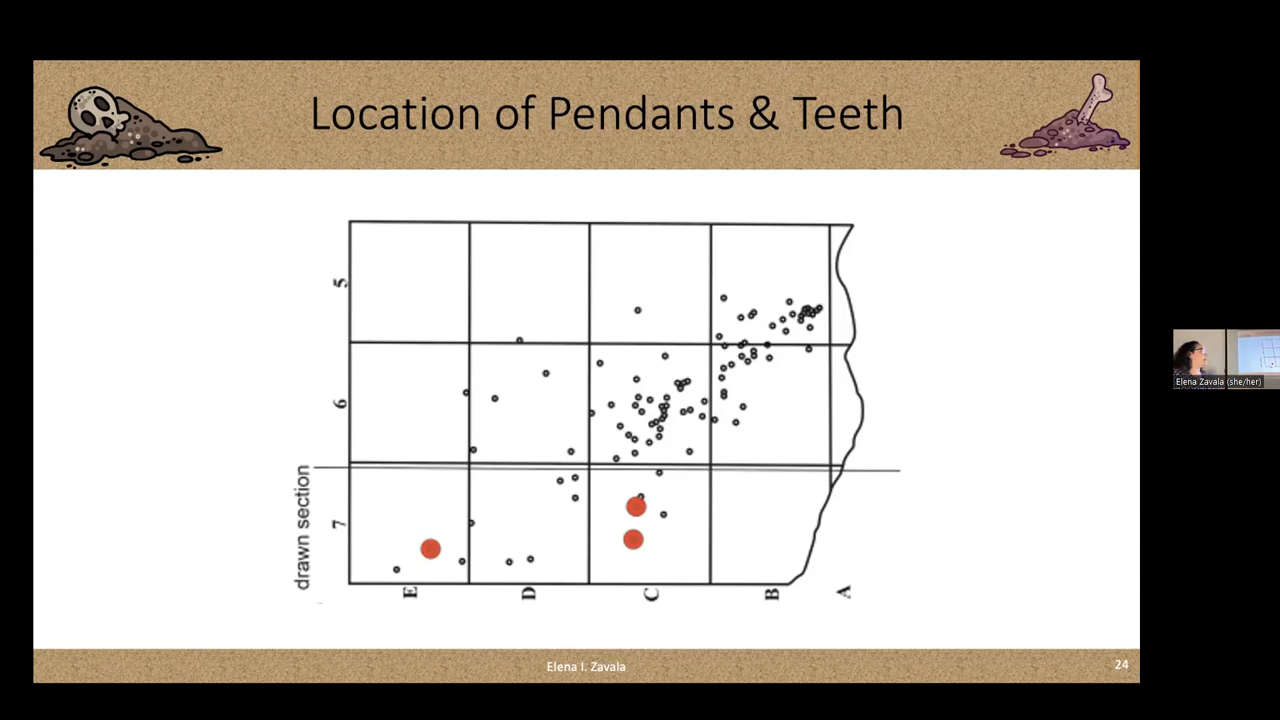 Location of Pendants & Teeth
5
6
7
drawn section
E
D
C
B
A
Elena I. Zavala
24
Elena Zavala (she/her)